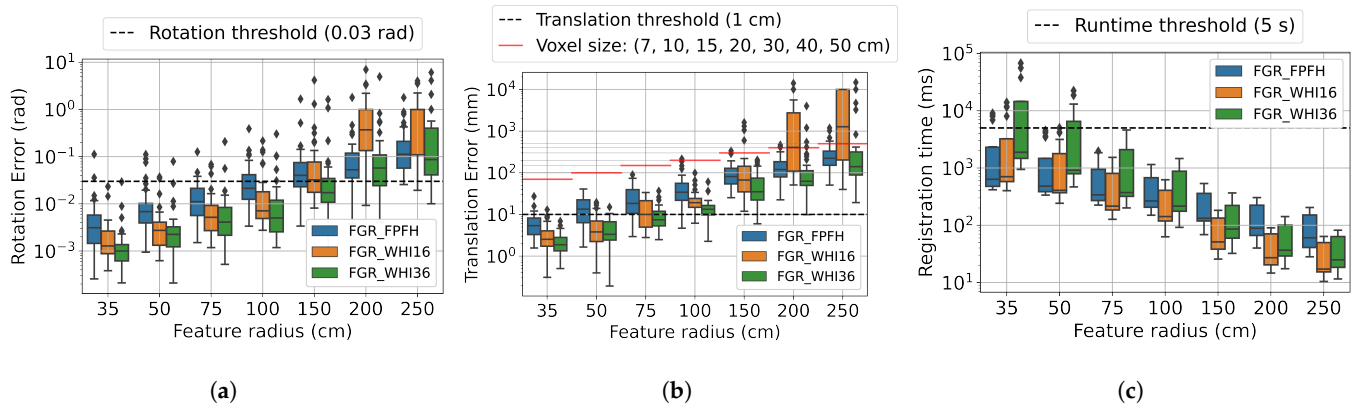 Rotation threshold (0.03 rad)
Rotation Error (rad)
10^1
10^0
10^-1
10^-2
10^-3
FGR_FPFH
FGR_WHI16
FGR_WHI36
35 50 75 100 150 200 250
Feature radius (cm)
(a)
Translation threshold (1 cm)
Voxel size: (7, 10, 15, 20, 30, 40, 50 cm)
Translation Error (mm)
10^4
10^3
10^2
10^1
10^0
FGR_FPFH
FGR_WHI16
FGR_WHI36
35 50 75 100 150 200 250
Feature radius (cm)
(b)
Runtime threshold (5 s)
Registration time (ms)
10^5
10^4
10^3
10^2
10^1
FGR_FPFH
FGR_WHI16
FGR_WHI36
35 50 75 100 150 200 250
Feature radius (cm)
(c)